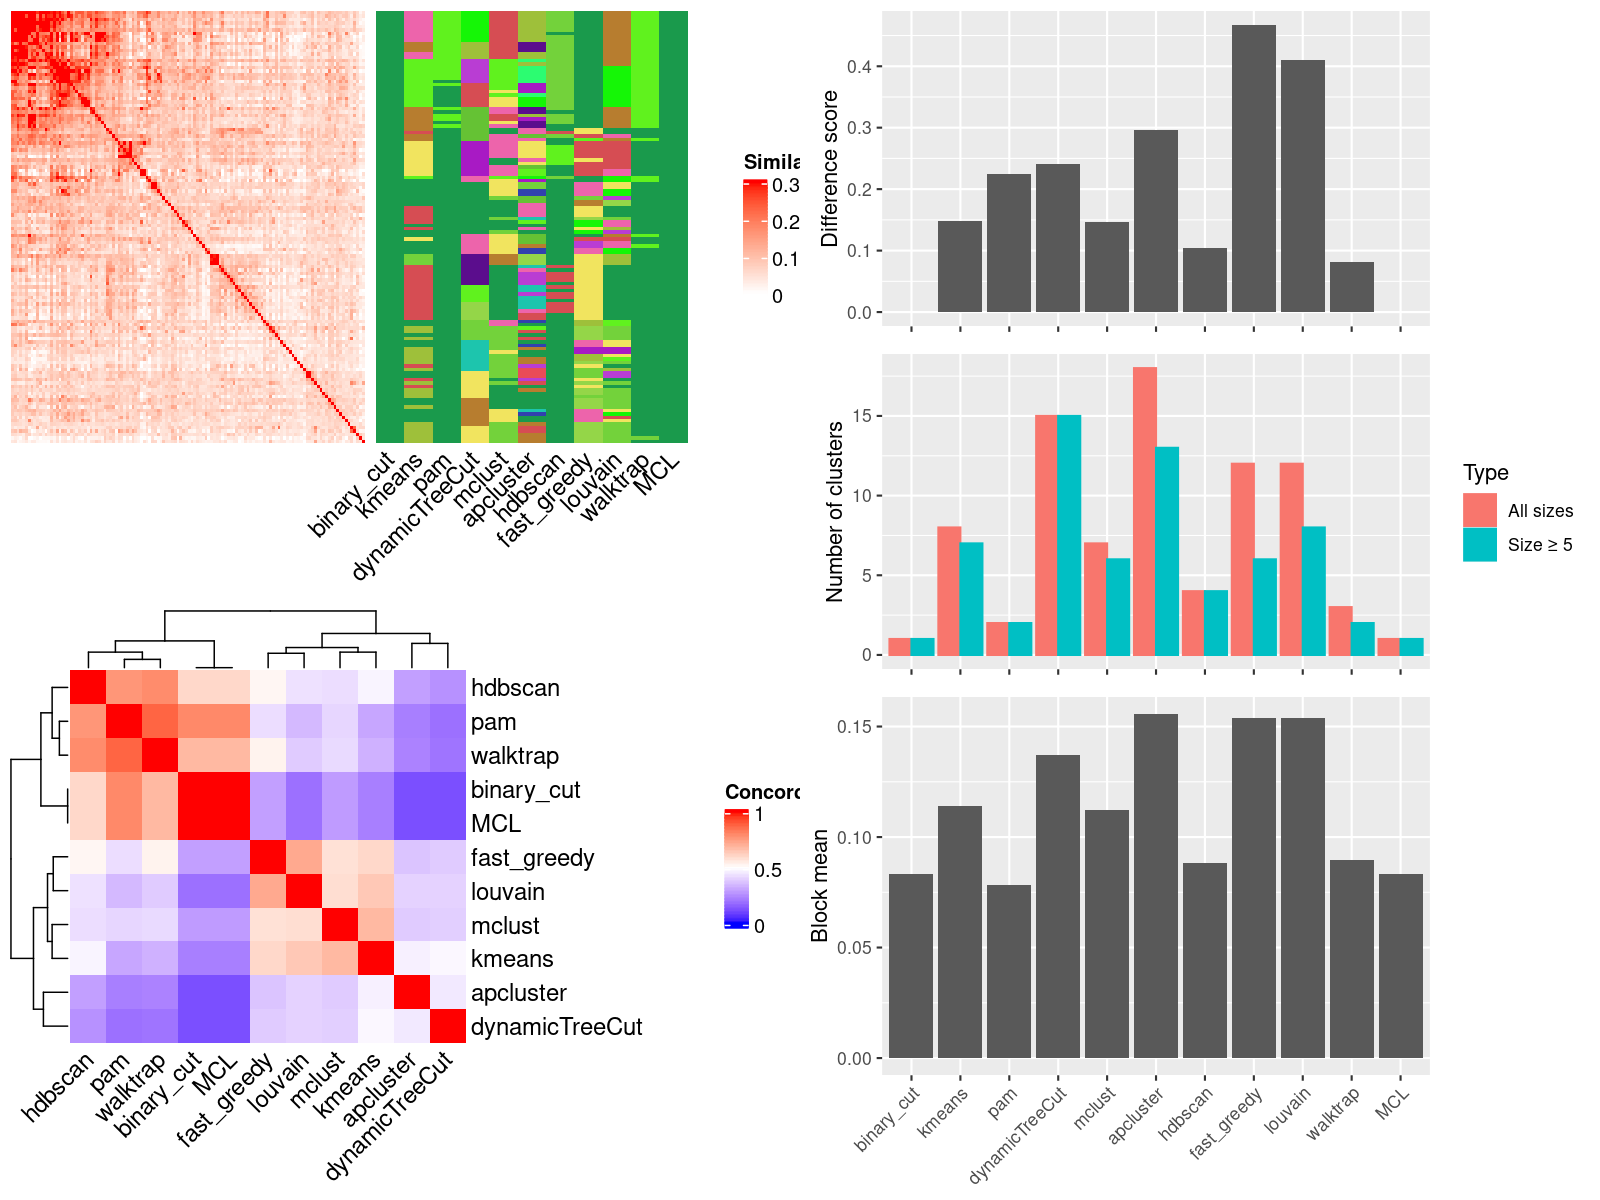 Simila
0.3
0.2
0.1
0
binary_cut
kmeans
pam
dynamicTreeCut
mclust
apcluster
hdbscan
fast_greedy
louvain
walktrap
MCL
hdbscan
pam
walktrap
binary_cut
MCL
fast_greedy
louvain
mclust
kmeans
apcluster
dynamicTreeCut
Concord
1
0.5
0
hdbscan
pam
walktrap
binary_cut
MCL
fast_greedy
louvain
mclust
kmeans
apcluster
dynamicTreeCut
Difference score
0.4
0.3
0.2
0.1
0.0
Number of clusters
15
10
5
0
Type
All sizes
Size ≥ 5
Block mean
0.15
0.10
0.05
0.00
binary_cut
kmeans
pam
dynamicTreeCut
mclust
apcluster
hdbscan
fast_greedy
louvain
walktrap
MCL